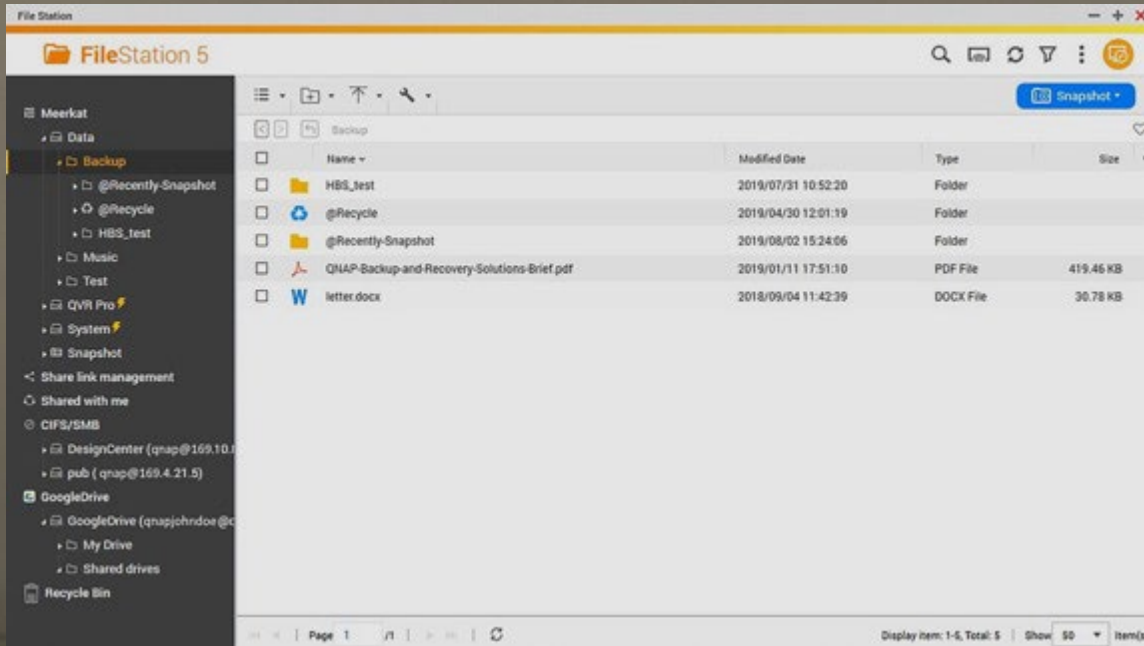 File Station
FileStation 5
Meerkat
Data
Backup
@Recently-Snapshot
@Recycle
HBS_test
Music
Test
QVR Pro
System
Snapshot
Share link management
Shared with me
CIFS/SMB
DesignCenter (qnap@169.10.
pub ( qnap@169.4.21.5)
GoogleDrive
GoogleDrive (qnapjohndoe@
My Drive
Shared drives
Recycle Bin
Snapshot
Backup
Name Modified Date Type Size
HBS_test 2019/07/31 10:52:20 Folder
@Recycle 2019/04/30 12:01:19 Folder
@Recently-Snapshot 2019/08/02 15:24:06 Folder
QNAP-Backup-and-Recovery-Solutions-Brief.pdf 2019/01/11 17:51:10 PDF File 419.46 KB
W letter.docx 2018/09/04 11:42:39 DOCX File 30.78 KB
Page 1 /1 Display item: 1-5, Total: 5 Show 50 Item(s